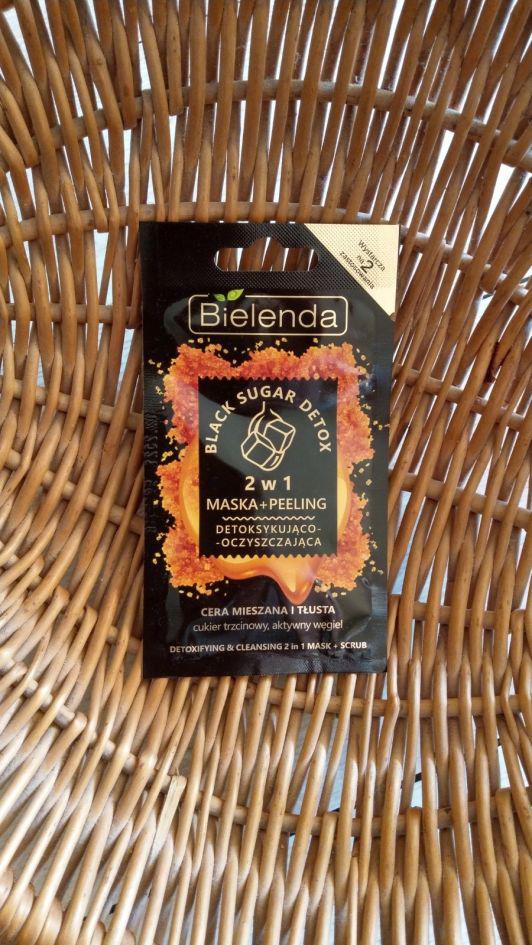 Wystarcza
na 2
zastosowania
Bielenda
BLACK SUGAR DETOX
2 w 1
MASKA+PEELING
DETOKSYKUJĄCO-
-OCZYSZCZAJĄCA
CERA MIESZANA I TŁUSTA
cukier trzcinowy, aktywny węgiel
DETOXIFYING & CLEANSING 2 in 1 MASK + SCRUB